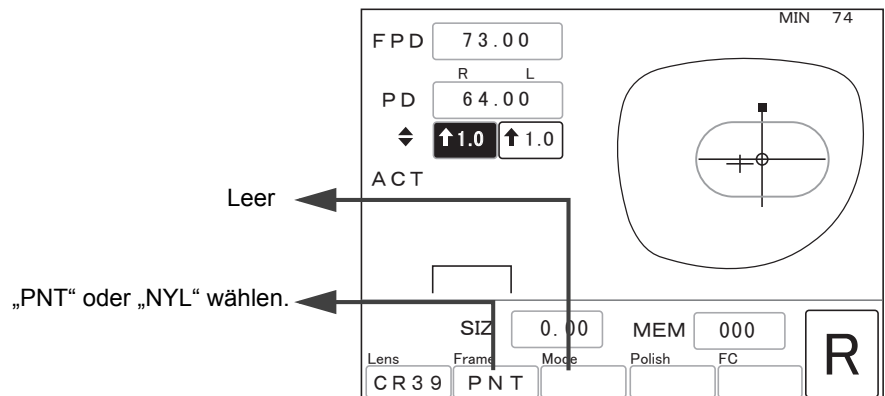 MIN 74
FPD 73.00
R L
PD 64.00
1.0 1.0
ACT
Leer
„PNT“ oder „NYL“ wählen.
SIZ 0.00 MEM 000
Lens Frame Mode Polish FC
CR39 PNT
R